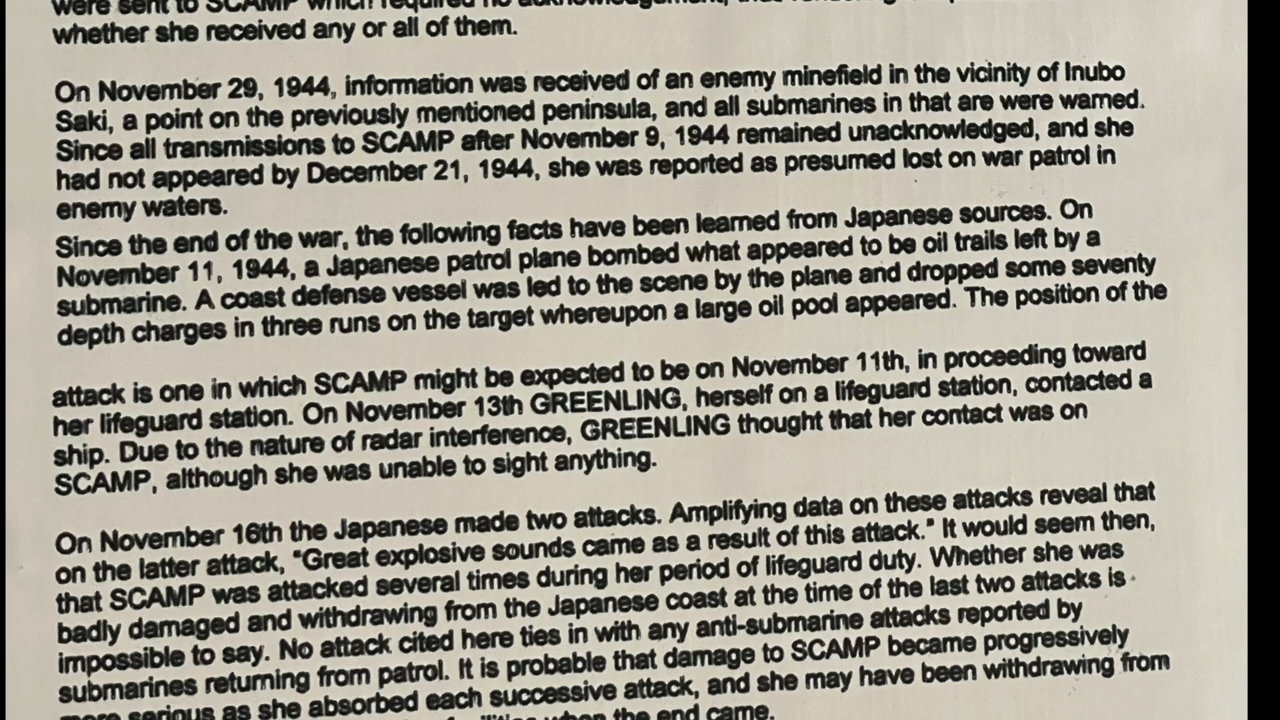 were sent to SCAMP which required no acknowledgement,
whether she received any or all of them.
On November 29, 1944, information was received of an enemy minefield in the vicinity of Inubo
Saki, a point on the previously mentioned peninsula, and all submarines in that are were warned.
Since all transmissions to SCAMP after November 9, 1944 remained unacknowledged, and she
had not appeared by December 21, 1944, she was reported as presumed lost on war patrol in
enemy waters.
Since the end of the war, the following facts have been learned from Japanese sources. On
November 11, 1944, a Japanese patrol plane bombed what appeared to be oil trails left by a
submarine. A coast defense vessel was led to the scene by the plane and dropped some seventy
depth charges in three runs on the target whereupon a large oil pool appeared. The position of the
attack is one in which SCAMP might be expected to be on November 11th, in proceeding toward
her lifeguard station. On November 13th GREENLING, herself on a lifeguard station, contacted a
ship. Due to the nature of radar interference, GREENLING thought that her contact was on
SCAMP, although she was unable to sight anything.
On November 16th the Japanese made two attacks. Amplifying data on these attacks reveal that
on the latter attack, "Great explosive sounds came as a result of this attack." It would seem then,
that SCAMP was attacked several times during her period of lifeguard duty. Whether she was
badly damaged and withdrawing from the Japanese coast at the time of the last two attacks is
impossible to say. No attack cited here ties in with any anti-submarine attacks reported by
submarines returning from patrol. It is probable that damage to SCAMP became progressively
more serious as she absorbed each successive attack, and she may have been withdrawing from
when the end came.